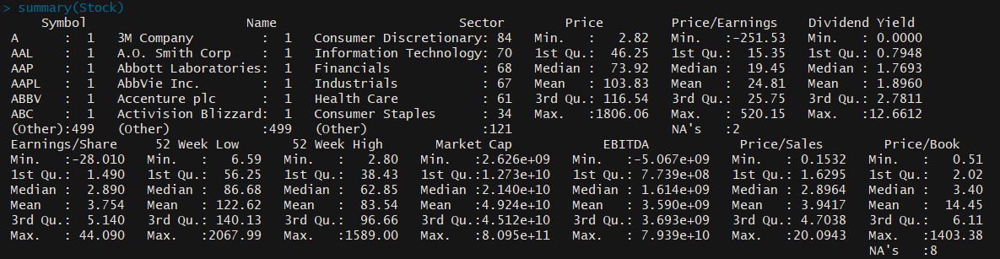 > summary(Stock)
Symbol Name Sector Price Price/Earnings Dividend Yield
A : 1 3M Company : 1 Consumer Discretionary: 84 Min. : 2.82 Min. :-251.53 Min. : 0.0000
AAL : 1 A.O. Smith Corp : 1 Information Technology: 70 1st Qu.: 46.25 1st Qu.: 15.35 1st Qu.: 0.7948
AAP : 1 Abbott Laboratories: 1 Financials : 68 Median : 73.92 Median : 19.45 Median : 1.7693
AAPL : 1 AbbVie Inc. : 1 Industrials : 67 Mean : 103.83 Mean : 24.81 Mean : 1.8960
ABBV : 1 Accenture plc : 1 Health Care : 61 3rd Qu.: 116.54 3rd Qu.: 25.75 3rd Qu.: 2.7811
ABC : 1 Activision Blizzard: 1 Consumer Staples : 34 Max. :1806.06 Max. : 520.15 Max. :12.6612
(Other):499 (Other) :499 (Other) :121 NA's :2
Earnings/Share 52 Week Low 52 Week High Market Cap EBITDA Price/Sales Price/Book
Min. :-28.010 Min. : 6.59 Min. : 2.80 Min. :2.626e+09 Min. :-5.067e+09 Min. : 0.1532 Min. : 0.51
1st Qu.: 1.490 1st Qu.: 56.25 1st Qu.: 38.43 1st Qu.:1.273e+10 1st Qu.: 7.739e+08 1st Qu.: 1.6295 1st Qu.: 2.02
Median : 2.890 Median : 86.68 Median : 62.85 Median :2.140e+10 Median : 1.614e+09 Median : 2.8964 Median : 3.40
Mean : 3.754 Mean : 122.62 Mean : 83.54 Mean :4.924e+10 Mean : 3.590e+09 Mean : 3.9417 Mean : 14.45
3rd Qu.: 5.140 3rd Qu.: 140.13 3rd Qu.: 96.66 3rd Qu.:4.512e+10 3rd Qu.: 3.693e+09 3rd Qu.: 4.7038 3rd Qu.: 6.11
Max. : 44.090 Max. :2067.99 Max. :1589.00 Max. :8.095e+11 Max. : 7.939e+10 Max. :20.0943 Max. :1403.38
NA's :8